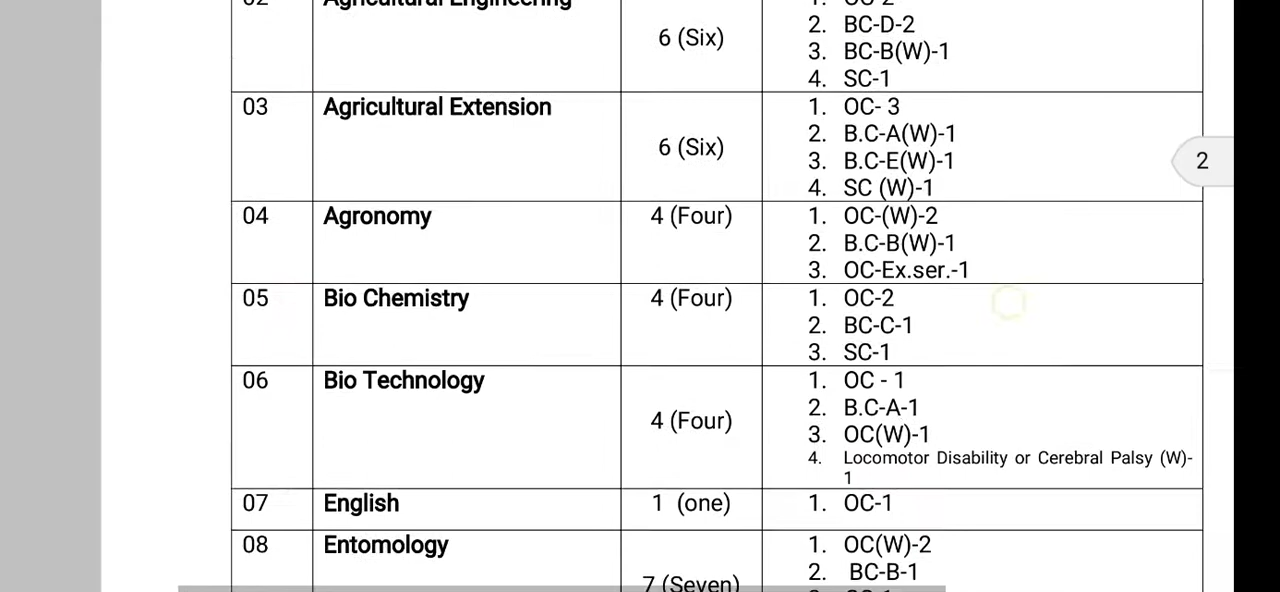 02 Agricultural Engineering
6 (Six)
1. OC-2
2. BC-D-2
3. BC-B(W)-1
4. SC-1
03 Agricultural Extension
6 (Six)
1. OC- 3
2. B.C-A(W)-1
3. B.C-E(W)-1
4. SC (W)-1
2
04 Agronomy 4 (Four)
1. OC-(W)-2
2. B.C-B(W)-1
3. OC-Ex.ser.-1
05 Bio Chemistry 4 (Four)
1. OC-2
2. BC-C-1
3. SC-1
06 Bio Technology
4 (Four)
1. OC - 1
2. B.C-A-1
3. OC(W)-1
4. Locomotor Disability or Cerebral Palsy (W)-
1
07 English 1 (one) 1. OC-1
08 Entomology
7 (Seven)
1. OC(W)-2
2. BC-B-1